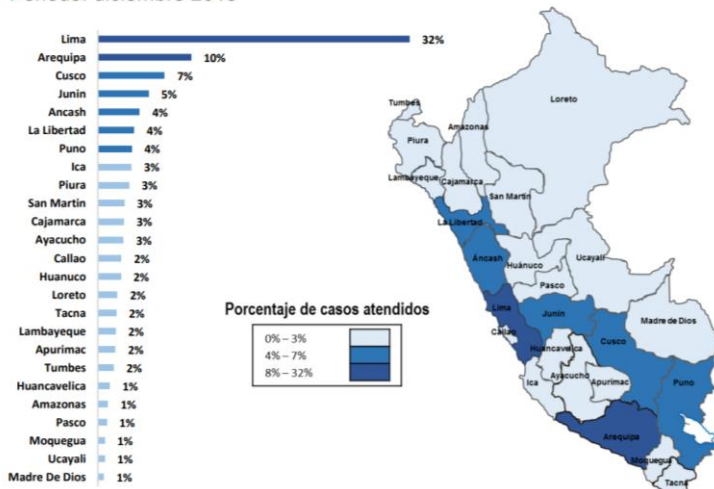 Lima 32%
Arequipa 10%
Cusco 7%
Junin 5%
Ancash 4%
La Libertad 4%
Puno 4%
Ica 3%
Piura 3%
San Martin 3%
Cajamarca 3%
Ayacucho 3%
Callao 2%
Huanuco 2%
Loreto 2%
Tacna 2%
Lambayeque 2%
Apurimac 2%
Tumbes 2%
Huancavelica 1%
Amazonas 1%
Pasco 1%
Moquegua 1%
Ucayali 1%
Madre De Dios 1%
Porcentaje de casos atendidos
0% – 3%
4% – 7%
8% – 32%
Loreto
Tumbes
Amazonas
Piura
Lambayeque
Cajamarca
San Martin
La Libertad
Áncash
Huánuco
Ucayali
Pasco
Lima
Junín
Madre de Dios
Callao
Cusco
Huancavelica
Ayacucho
Apurímac
Ica
Puno
Arequipa
Moquegua
Tacna